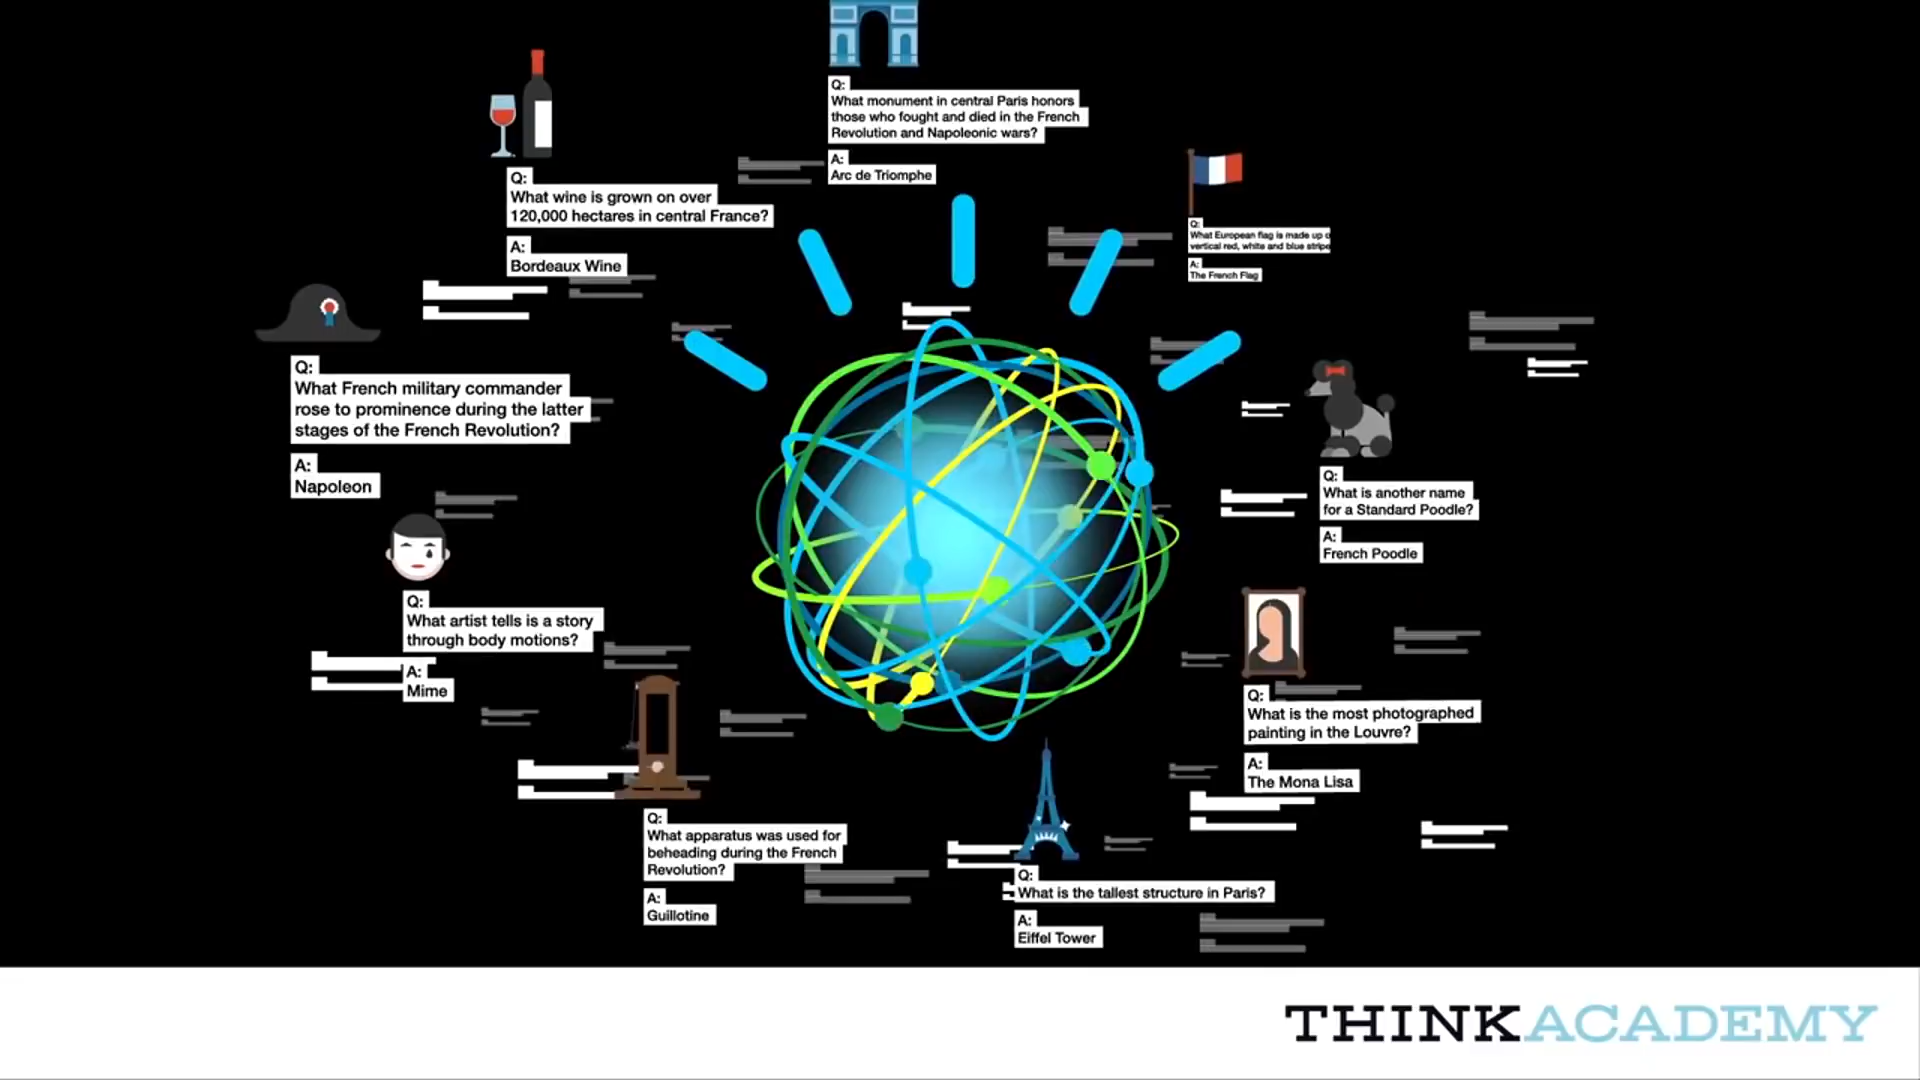 Q:
What monument in central Paris honors
those who fought and died in the French
Revolution and Napoleonic wars?
A:
Arc de Triomphe
Q:
What wine is grown on over
120,000 hectares in central France?
A:
Bordeaux Wine
Q:
What European flag is made up o
vertical red, white and blue stripe
A:
The French Flag
Q:
What French military commander
rose to prominence during the latter
stages of the French Revolution?
A:
Napoleon
Q:
What is another name
for a Standard Poodle?
A:
French Poodle
Q:
What artist tells is a story
through body motions?
A:
Mime
Q:
What is the most photographed
painting in the Louvre?
A:
The Mona Lisa
Q:
What apparatus was used for
beheading during the French
Revolution?
A:
Guillotine
Q:
What is the tallest structure in Paris?
A:
Eiffel Tower
THINKACADEMY